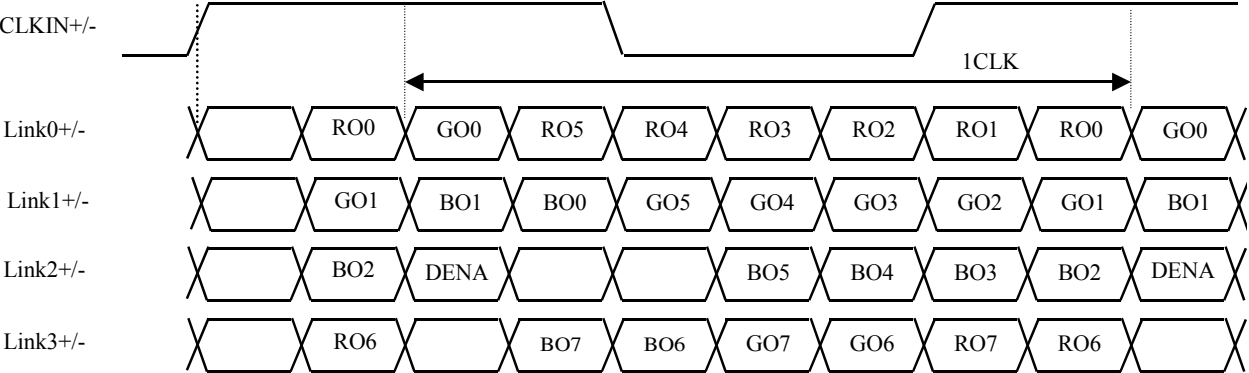 CLKIN+/-
1CLK
Link0+/- RO0 GO0 RO5 RO4 RO3 RO2 RO1 RO0 GO0
Link1+/- GO1 BO1 BO0 GO5 GO4 GO3 GO2 GO1 BO1
Link2+/- BO2 DENA BO5 BO4 BO3 BO2 DENA
Link3+/- RO6 BO7 BO6 GO7 GO6 RO7 RO6